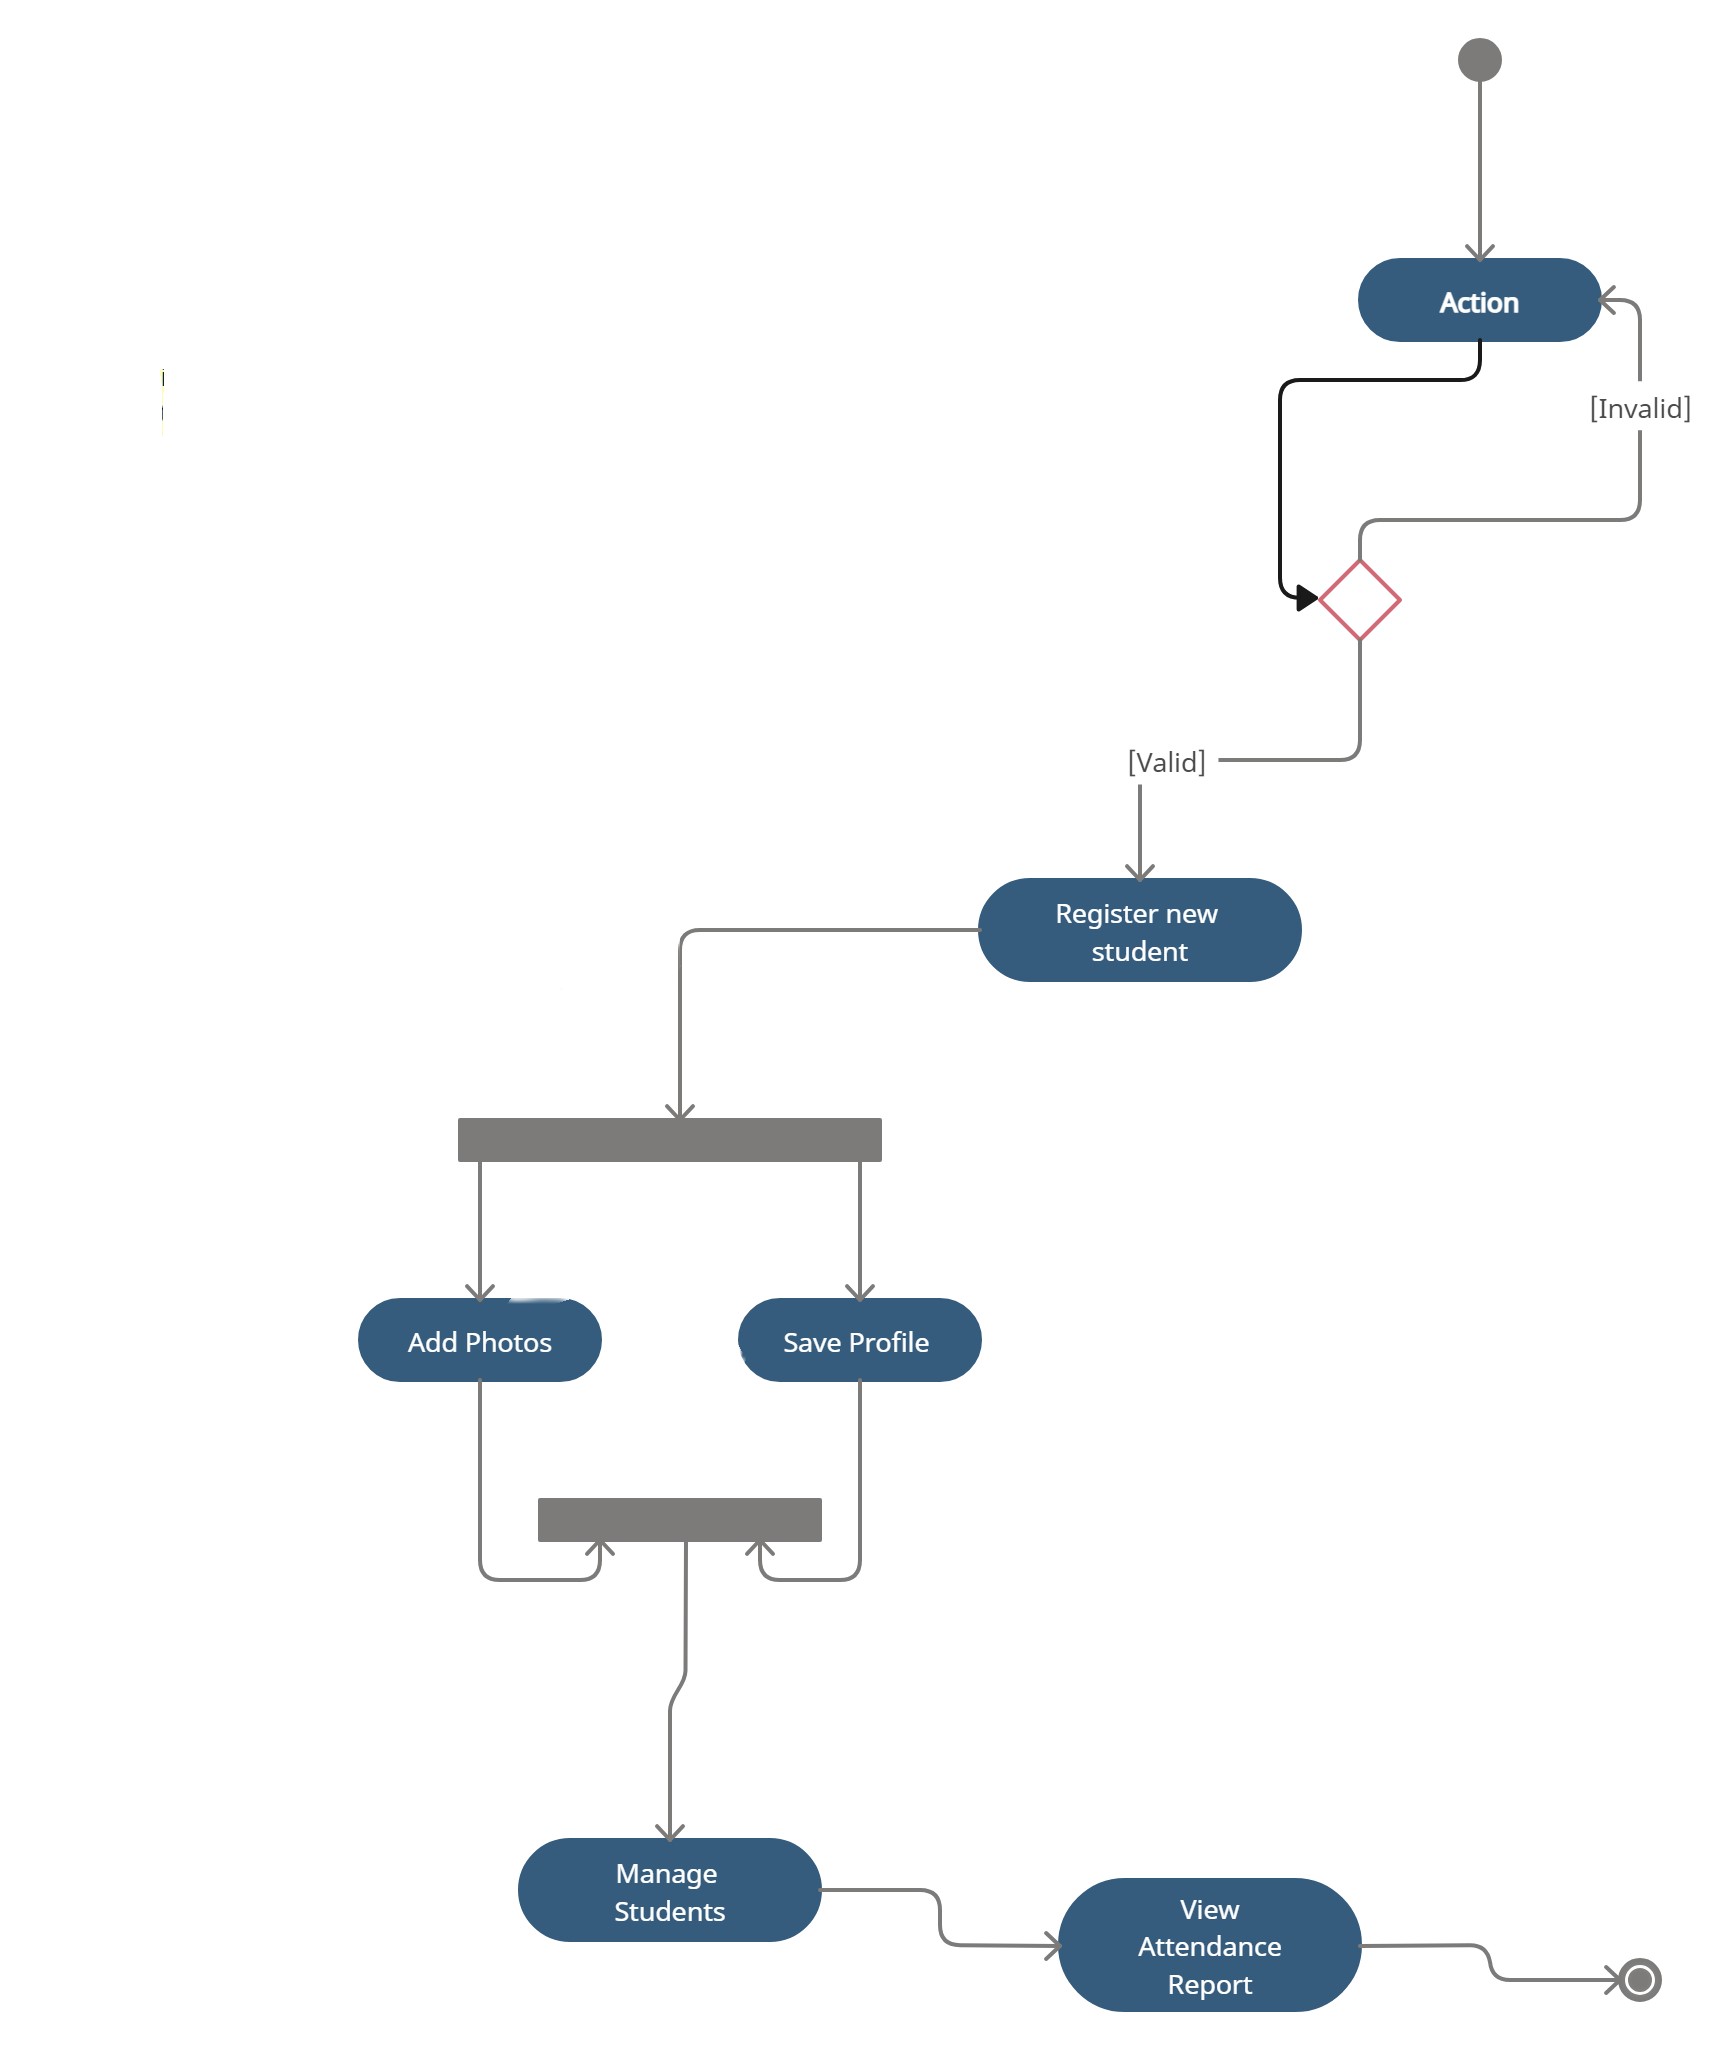 Action
[Invalid]
[Valid]
Register new
student
Add Photos
Save Profile
Manage
Students
View
Attendance
Report